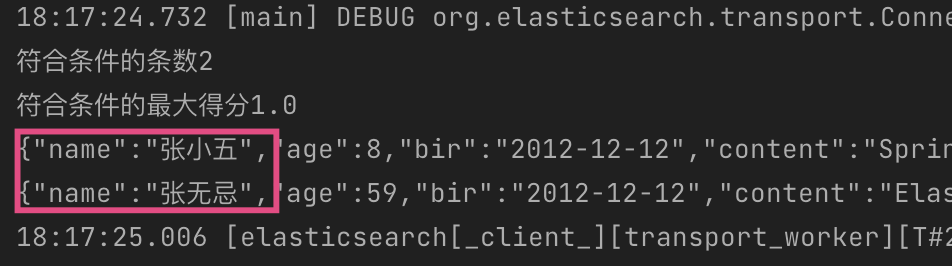 18:17:24.732 [main] DEBUG org.elasticsearch.transport.Conne
符合条件的条数2
符合条件的最大得分1.0
{"name":"张小五","age":8,"bir":"2012-12-12","content":"Sprin
{"name":"张无忌","age":59,"bir":"2012-12-12","content":"Elas
18:17:25.006 [elasticsearch[_client_][transport_worker][T#2